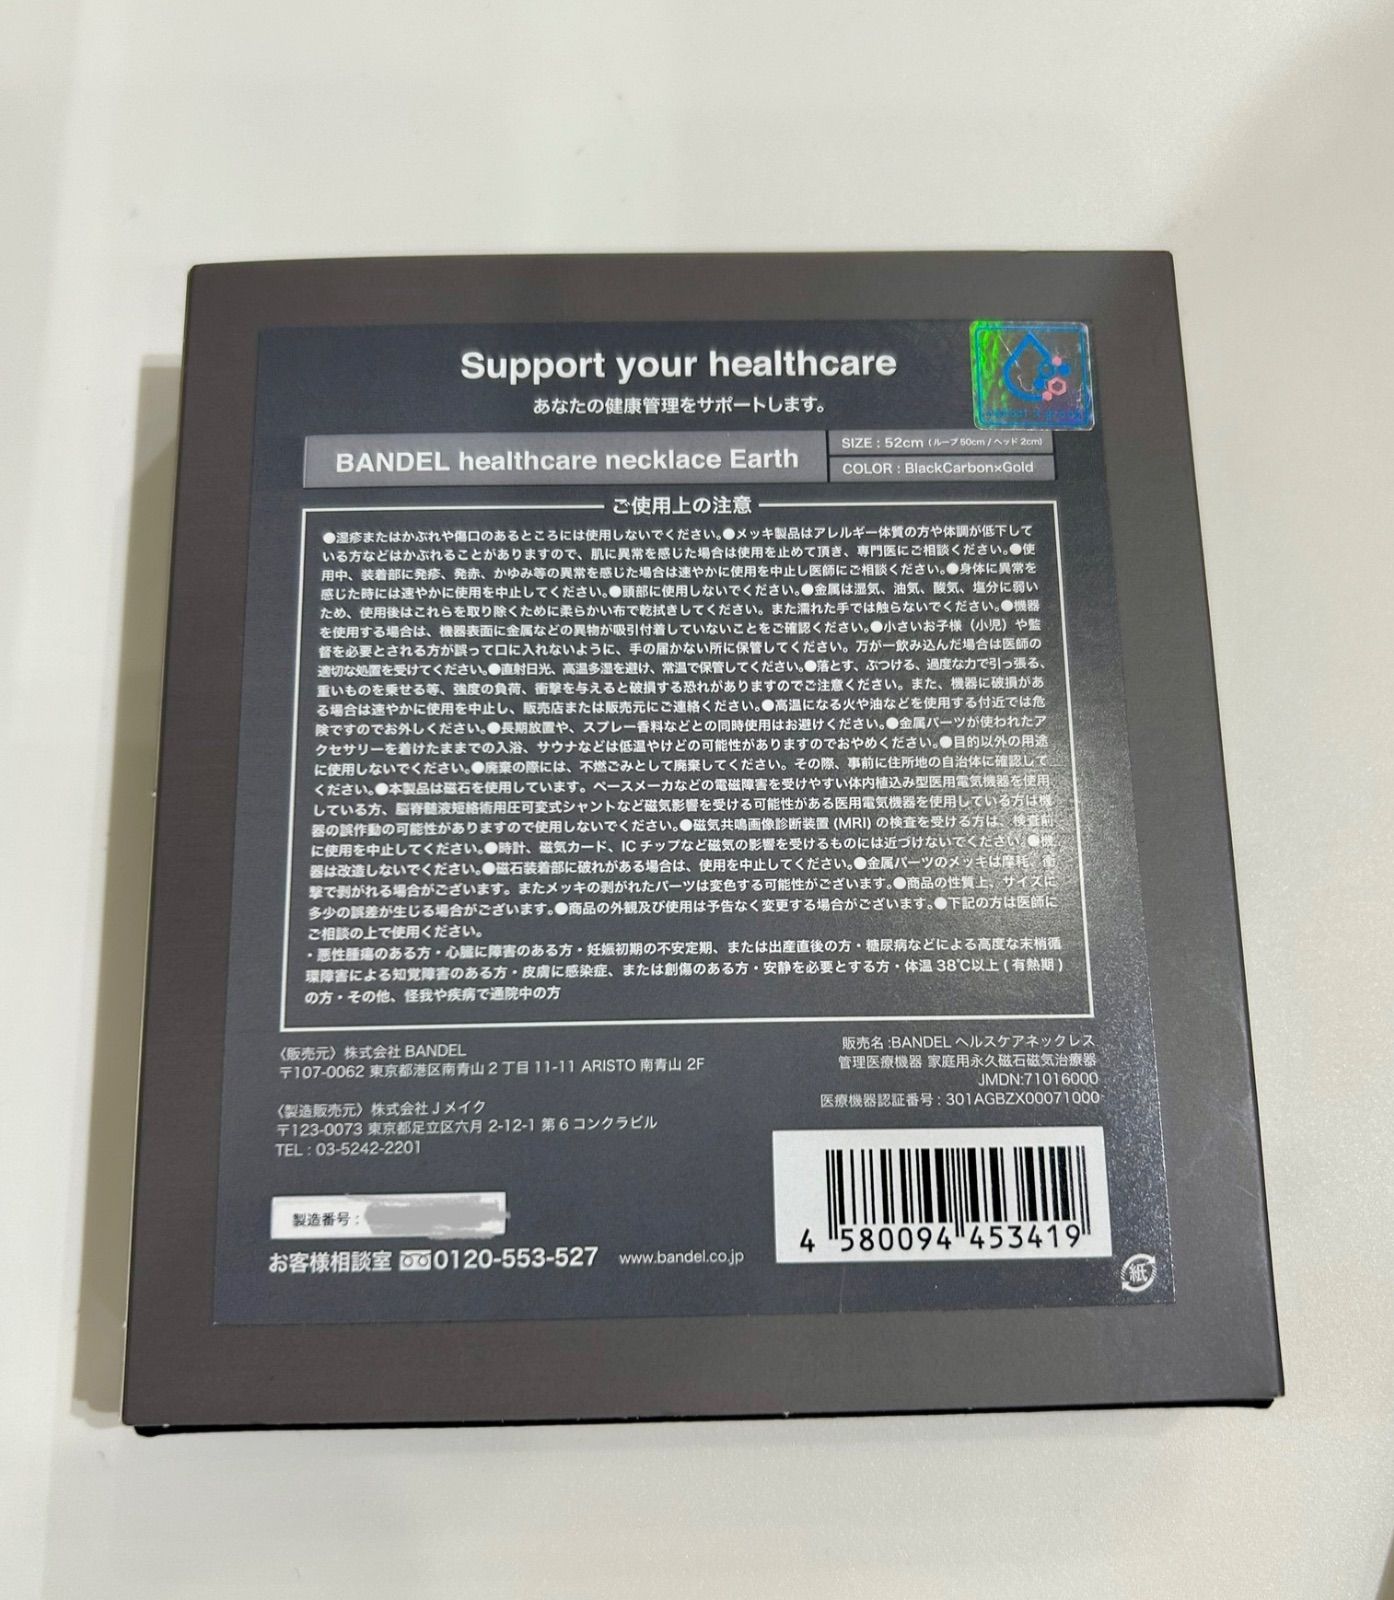 Support your healthcare
あなたの健康管理をサポートします。
BANDEL healthcare necklace Earth
SIZE : 52cm (ループ 50cm / ヘッド 2cm)
COLOR : BlackCarbon×Gold
ご使用上の注意
●湿疹またはかぶれや傷口のあるところには使用しないでください。●メッキ製品はアレルギー体質の方や体調が低下して
いる方などはかぶれることがありますので、肌に異常を感じた場合は使用を止めて頂き、専門医にご相談ください。●使
用中、装着部に発疹、発赤、かゆみ等の異常を感じた場合は速やかに使用を中止し医師にご相談ください。●身体に異常を
感じた時には速やかに使用を中止してください。●頭部に使用しないでください。●金属は湿気、油気、酸気、塩分に弱い
ため、使用後はこれらを取り除くために柔らかい布で乾拭きしてください。また濡れた手では触らないでください。●機器
を使用する場合は、機器表面に金属などの異物が吸引付着していないことをご確認ください。●小さいお子様（小児）や監
督を必要とされる方が誤って口に入れないように、手の届かない所に保管してください。万が一飲み込んだ場合は医師の
適切な処置を受けてください。●直射日光、高温多湿を避け、常温で保管してください。●落とす、ぶつける、過度な力で引っ張る、
重いものを乗せる等、強度の負荷、衝撃を与えると破損する恐れがありますのでご注意ください。また、機器に破損があ
る場合は速やかに使用を中止し、販売店または販売元にご連絡ください。●高温になる火や油などを使用する付近では危
険ですのでお外しください。●長期放置や、スプレー香料などとの同時使用はお避けください。●金属パーツが使われたア
クセサリーを着けたままでの入浴、サウナなどは低温やけどの可能性がありますのでおやめください。●目的以外の用途
に使用しないでください。●廃棄の際には、不燃ごみとして廃棄してください。その際、事前に住所地の自治体に確認して
ください。●本製品は磁石を使用しています。ペースメーカなどの電磁障害を受けやすい体内植込み型医用電気機器を使用
している方、脳脊髄液短絡術用圧可変式シャントなど磁気影響を受ける可能性がある医用電気機器を使用している方は機
器の誤作動の可能性がありますので使用しないでください。●磁気共鳴画像診断装置 (MRI) の検査を受ける方は、検査前
に使用を中止してください。●時計、磁気カード、ICチップなど磁気の影響を受けるものには近づけないでください。●機
器は改造しないでください。●磁石装着部に破れがある場合は、使用を中止してください。●金属パーツのメッキは摩耗、衝
撃で剥がれる場合がございます。またメッキの剥がれたパーツは変色する可能性がございます。●商品の性質上、サイズに
多少の誤差が生じる場合がございます。●商品の外観及び使用は予告なく変更する場合がございます。●下記の方は医師に
ご相談の上で使用ください。
・悪性腫瘍のある方・心臓に障害のある方・妊娠初期の不安定期、または出産直後の方・糖尿病などによる高度な末梢循
環障害による知覚障害のある方・皮膚に感染症、または創傷のある方・安静を必要とする方・体温 38℃以上 ( 有熱期 )
の方・その他、怪我や疾病で通院中の方
〈販売元〉株式会社 BANDEL
〒107-0062 東京都港区南青山 2 丁目 11-11 ARISTO 南青山 2F
〈製造販売元〉株式会社 J メイク
〒123-0073 東京都足立区六月 2-12-1 第 6 コンクラビル
TEL : 03-5242-2201
販売名 :BANDEL ヘルスケアネックレス
管理医療機器 家庭用永久磁石磁気治療器
JMDN:71016000
医療機器認証番号 : 301AGBZX00071000
製造番号 :
お客様相談室 0120-553-527 www.bandel.co.jp
4 580094 453419
紙